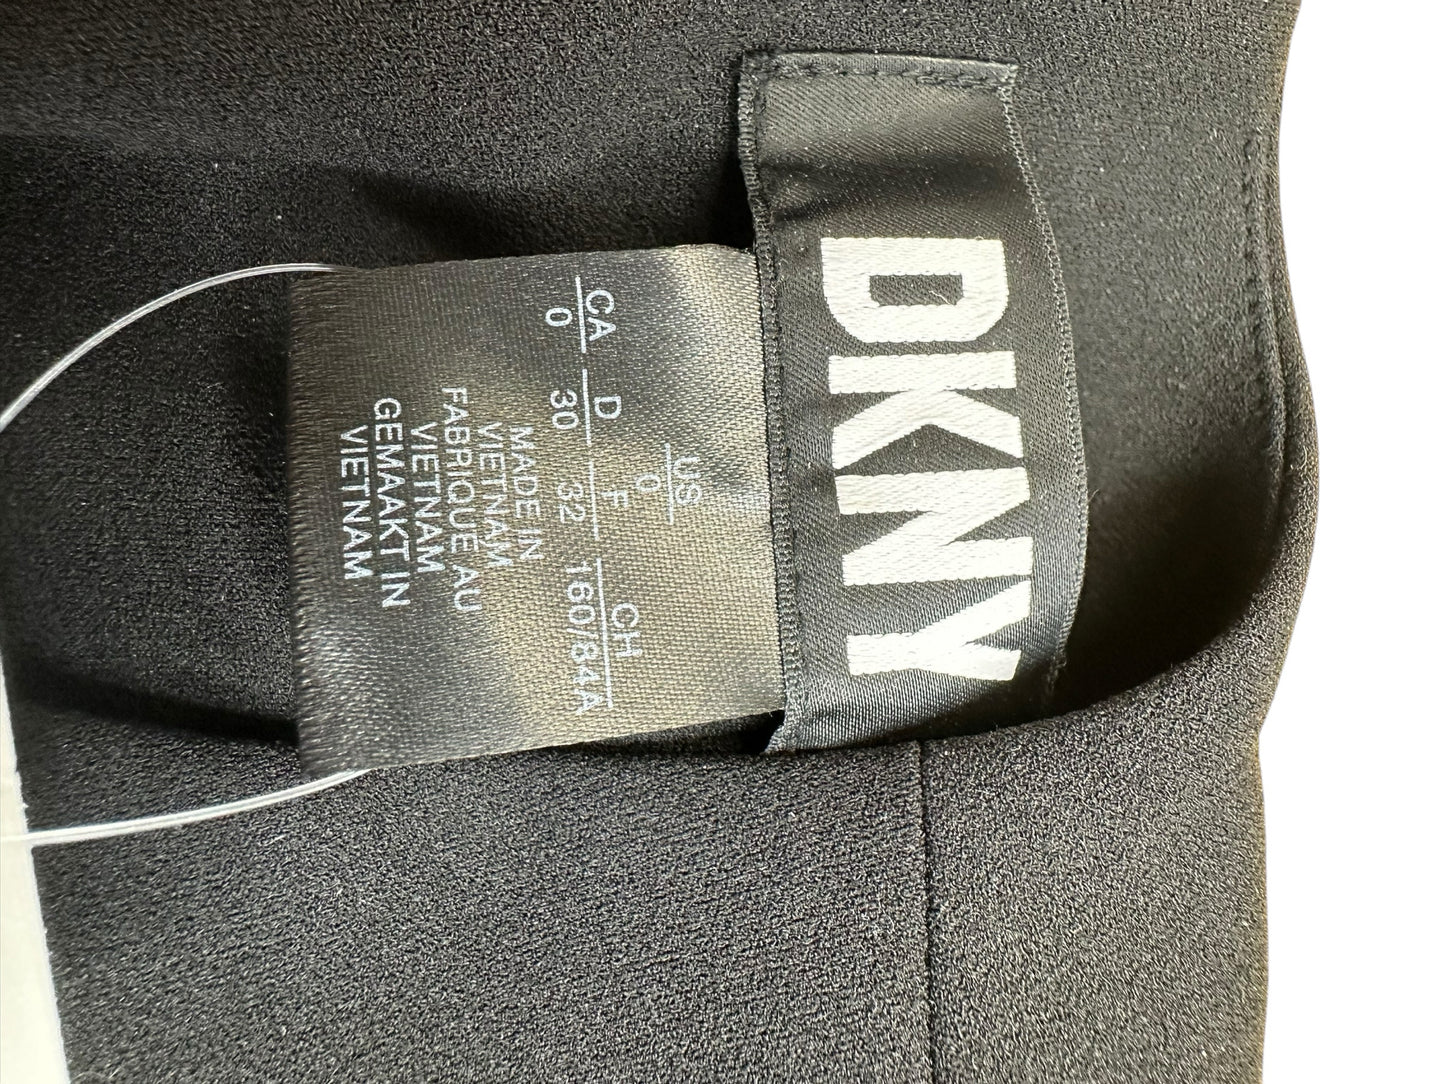 DKNY
US
0
CA D F CH
0 30 32 160/84A
MADE IN
VIETNAM
FABRIQUE AU
VIETNAM
GEMAAKT IN
VIETNAM